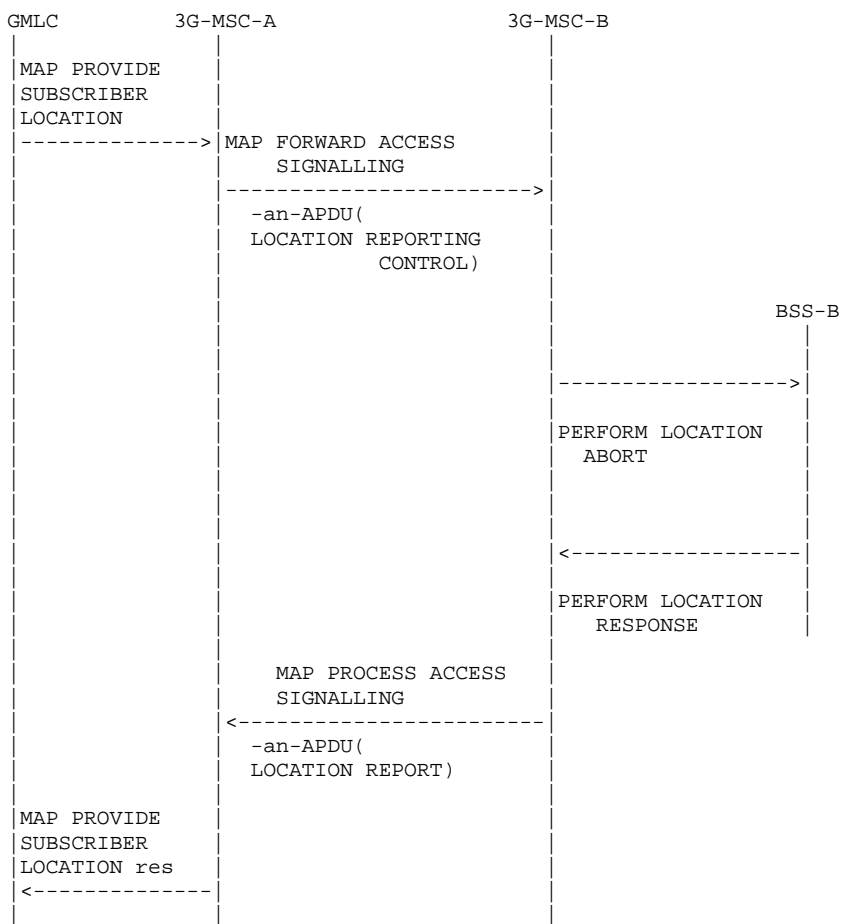 GMLC 3G-MSC-A 3G-MSC-B
MAP PROVIDE
SUBSCRIBER
LOCATION
MAP FORWARD ACCESS
SIGNALLING
-an-APDU(
LOCATION REPORTING
CONTROL)
BSS-B
PERFORM LOCATION
ABORT
PERFORM LOCATION
RESPONSE
MAP PROCESS ACCESS
SIGNALLING
-an-APDU(
LOCATION REPORT)
MAP PROVIDE
SUBSCRIBER
LOCATION res